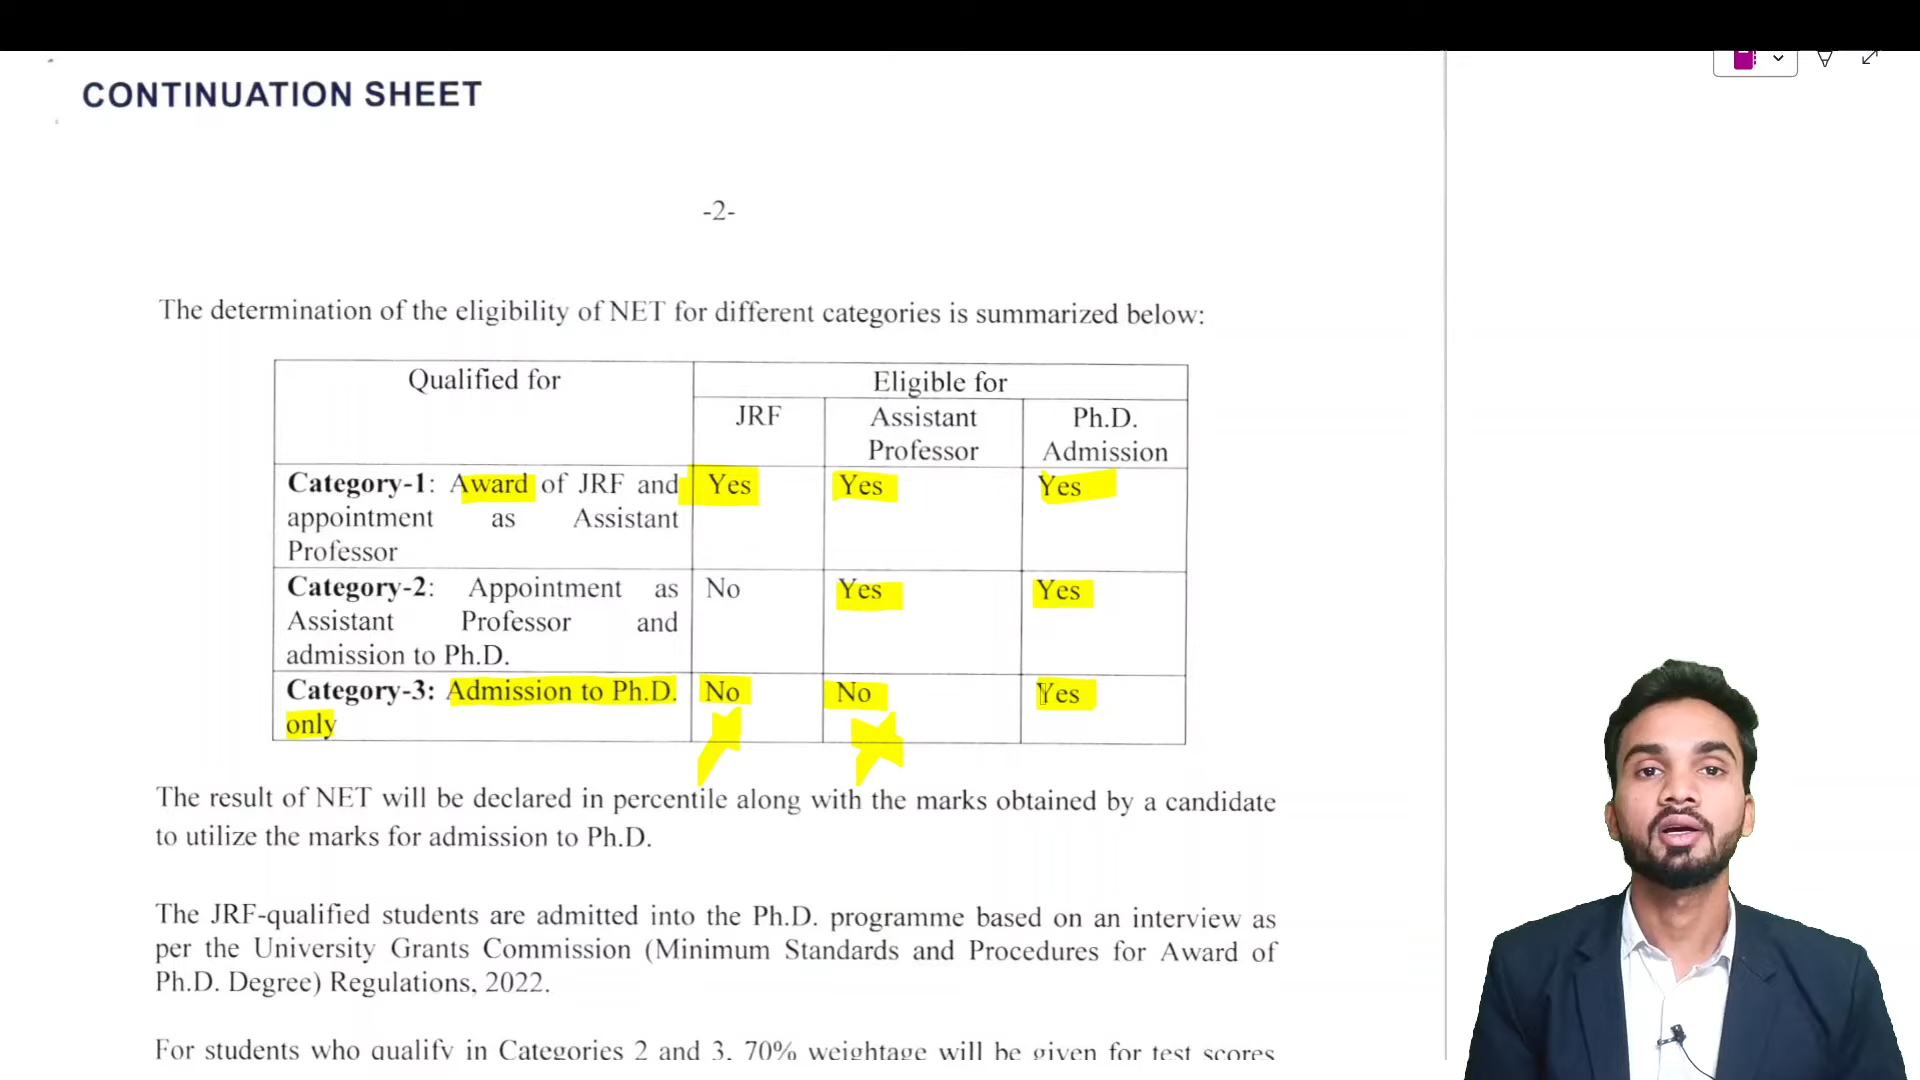 CONTINUATION SHEET
-2-
The determination of the eligibility of NET for different categories is summarized below:
Qualified for
Eligible for
JRF
Assistant
Professor
Ph.D.
Admission
Category-1: Award of JRF and
appointment as Assistant
Professor
Yes
Yes
Yes
Category-2: Appointment as
Assistant Professor and
admission to Ph.D.
No
Yes
Yes
Category-3: Admission to Ph.D.
only
No
No
Yes
The result of NET will be declared in percentile along with the marks obtained by a candidate
to utilize the marks for admission to Ph.D.
The JRF-qualified students are admitted into the Ph.D. programme based on an interview as
per the University Grants Commission (Minimum Standards and Procedures for Award of
Ph.D. Degree) Regulations, 2022.
For students who qualify in Categories 2 and 3, 70% weightage will be given for test scores